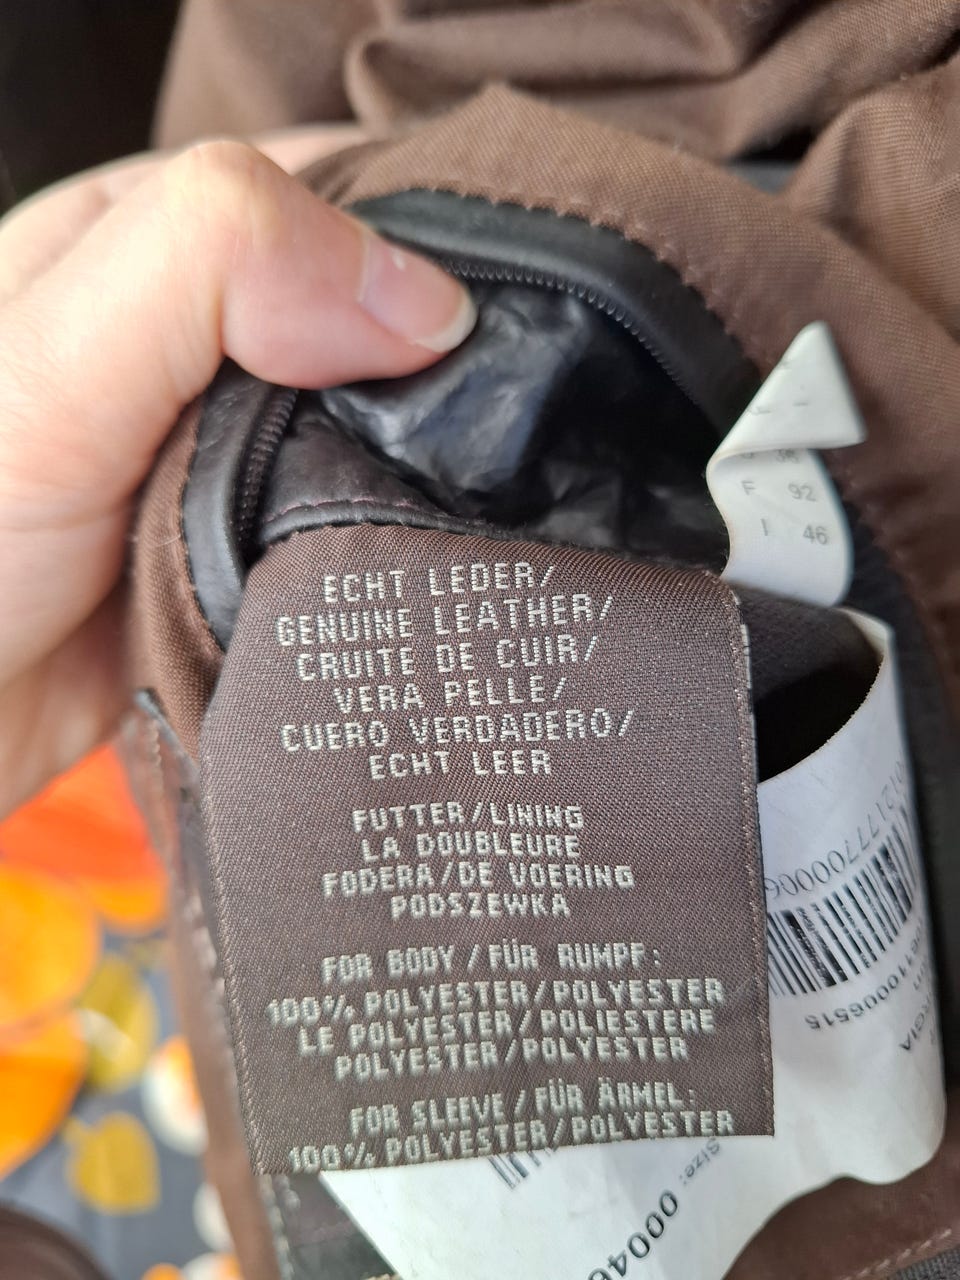 ECHT LEDER/
GENUINE LEATHER/
CRUITE DE CUIR/
VERA PELLE/
CUERO VERDADERO/
ECHT LEER
FUTTER/LINING
LA DOUBLEURE
FODERA/DE VOERING
PODSZEWKA
FOR BODY/FÜR RUMPF:
100% POLYESTER/POLYESTER
LE POLYESTER/POLIESTERE
POLYESTER/POLYESTER
FOR SLEEVE/FÜR ÄRMEL:
100% POLYESTER/POLYESTER
F 92
I 46
Size: